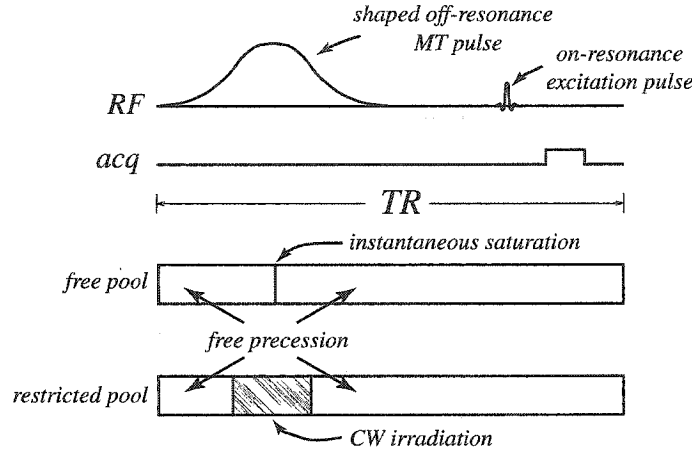 shaped off-resonance
MT pulse
on-resonance
excitation pulse
RF
acq
TR
instantaneous saturation
free pool
free precession
restricted pool
CW irradiation